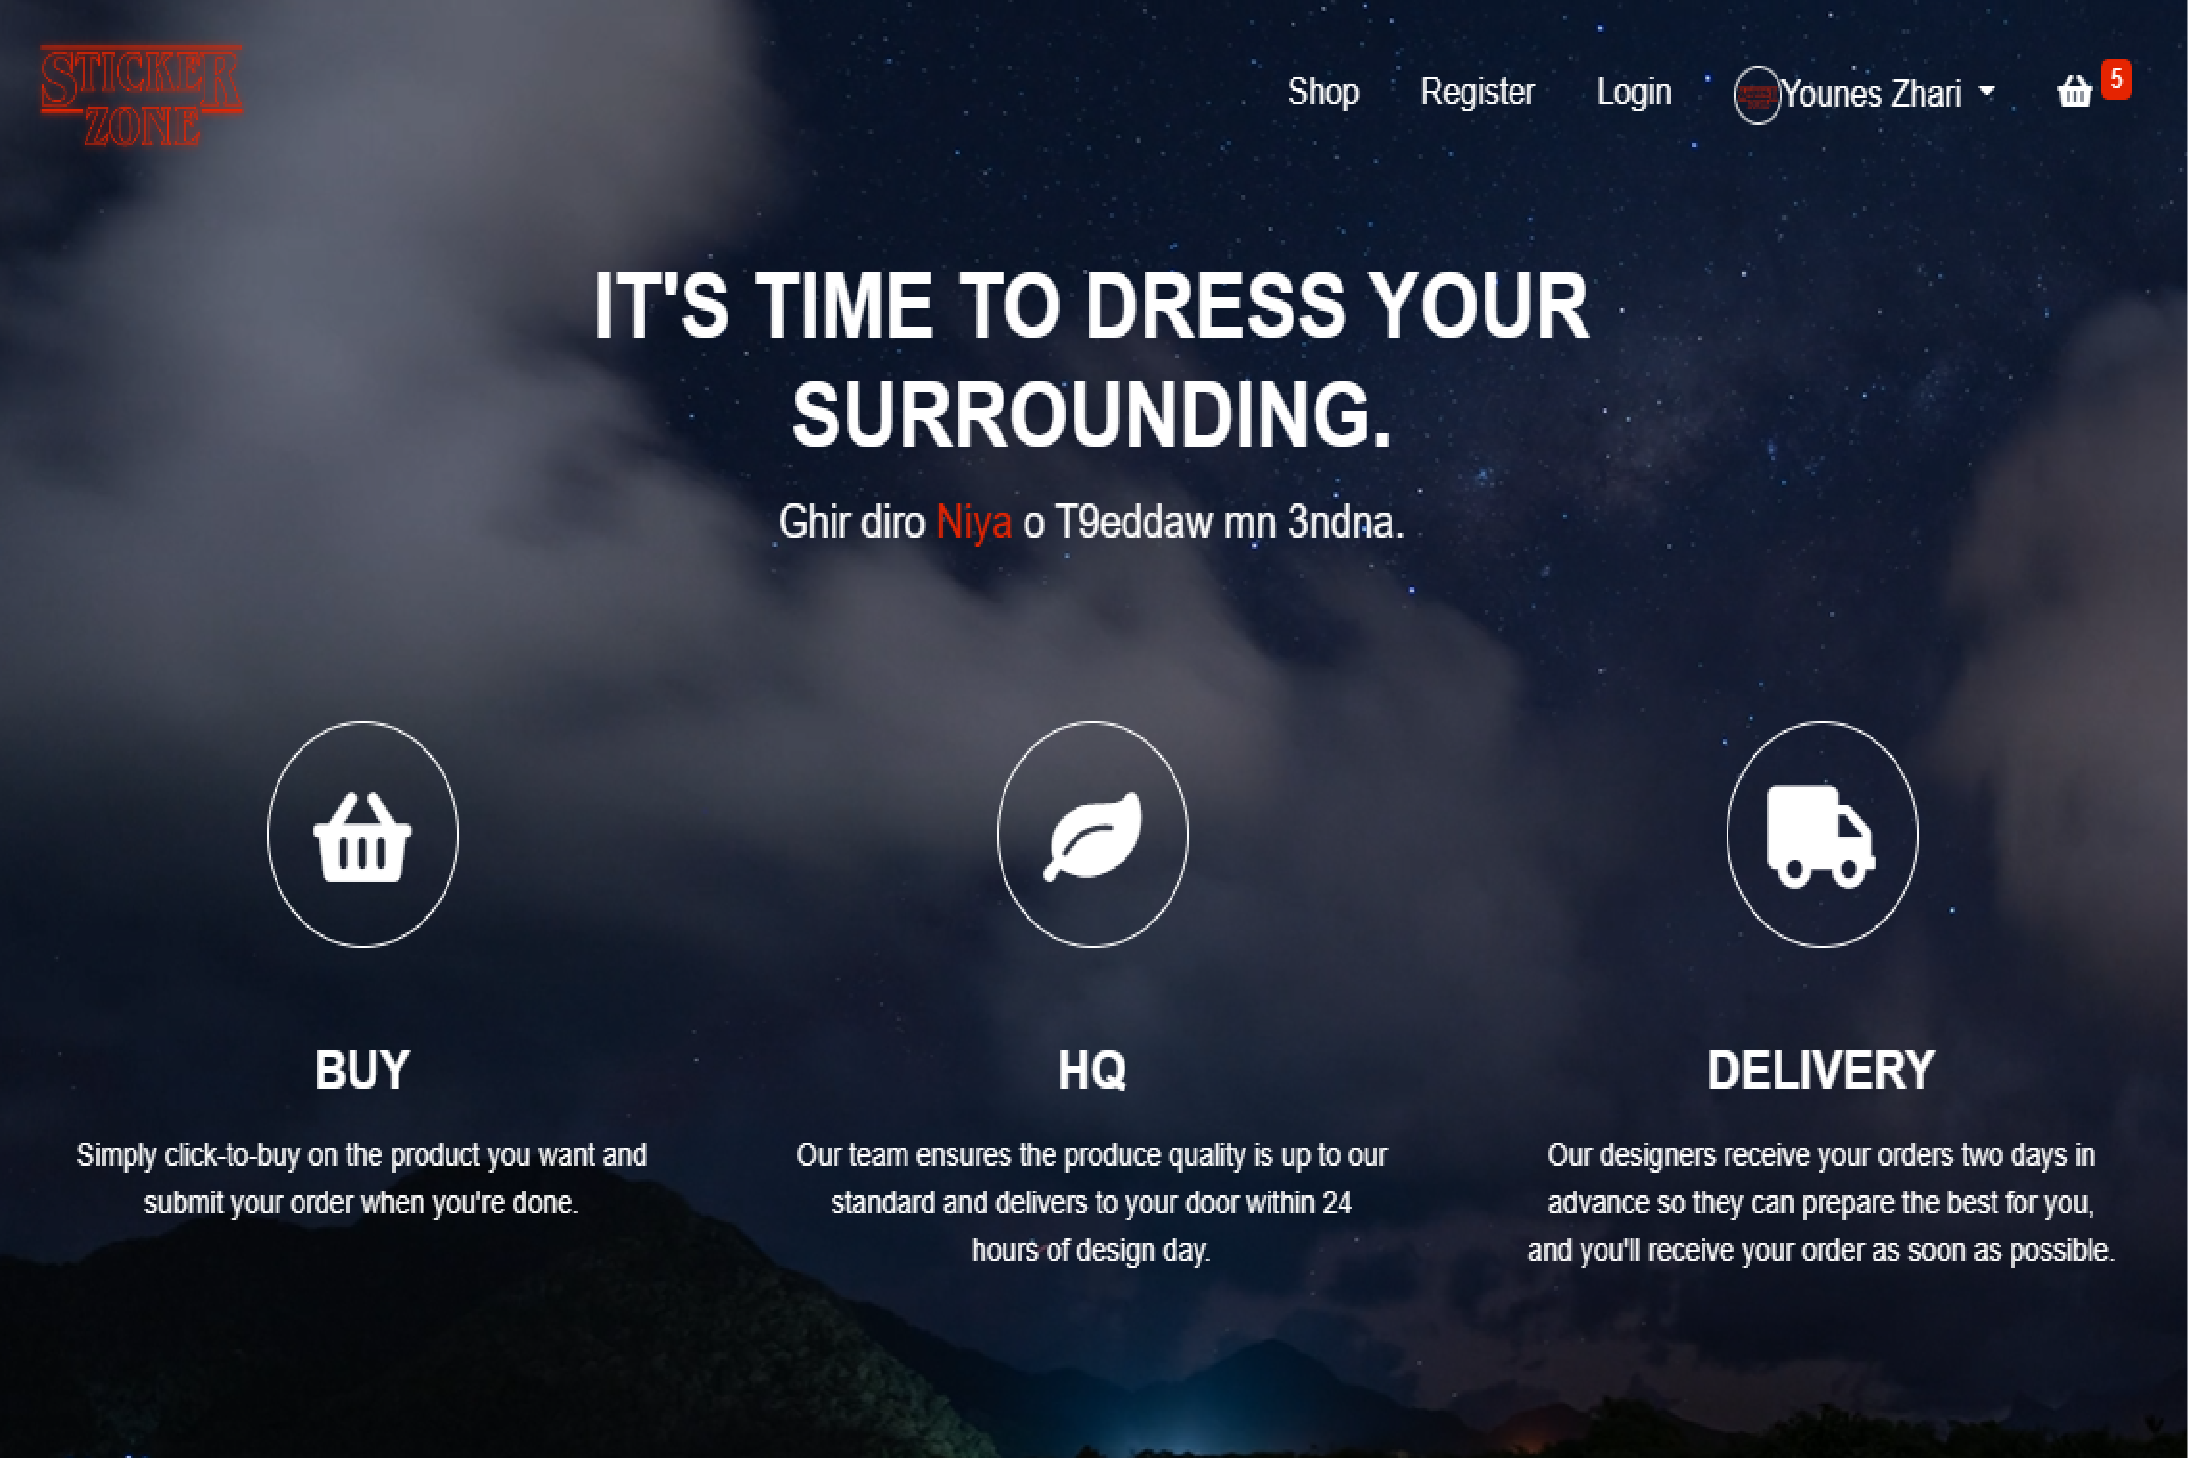 STICKER
ZONE
Shop Register Login Younes Zhari 5
IT'S TIME TO DRESS YOUR
SURROUNDING.
Ghir diro Niya o T9eddaw mn 3ndna.
BUY
Simply click-to-buy on the product you want and
submit your order when you're done.
HQ
Our team ensures the produce quality is up to our
standard and delivers to your door within 24
hours of design day.
DELIVERY
Our designers receive your orders two days in
advance so they can prepare the best for you,
and you'll receive your order as soon as possible.